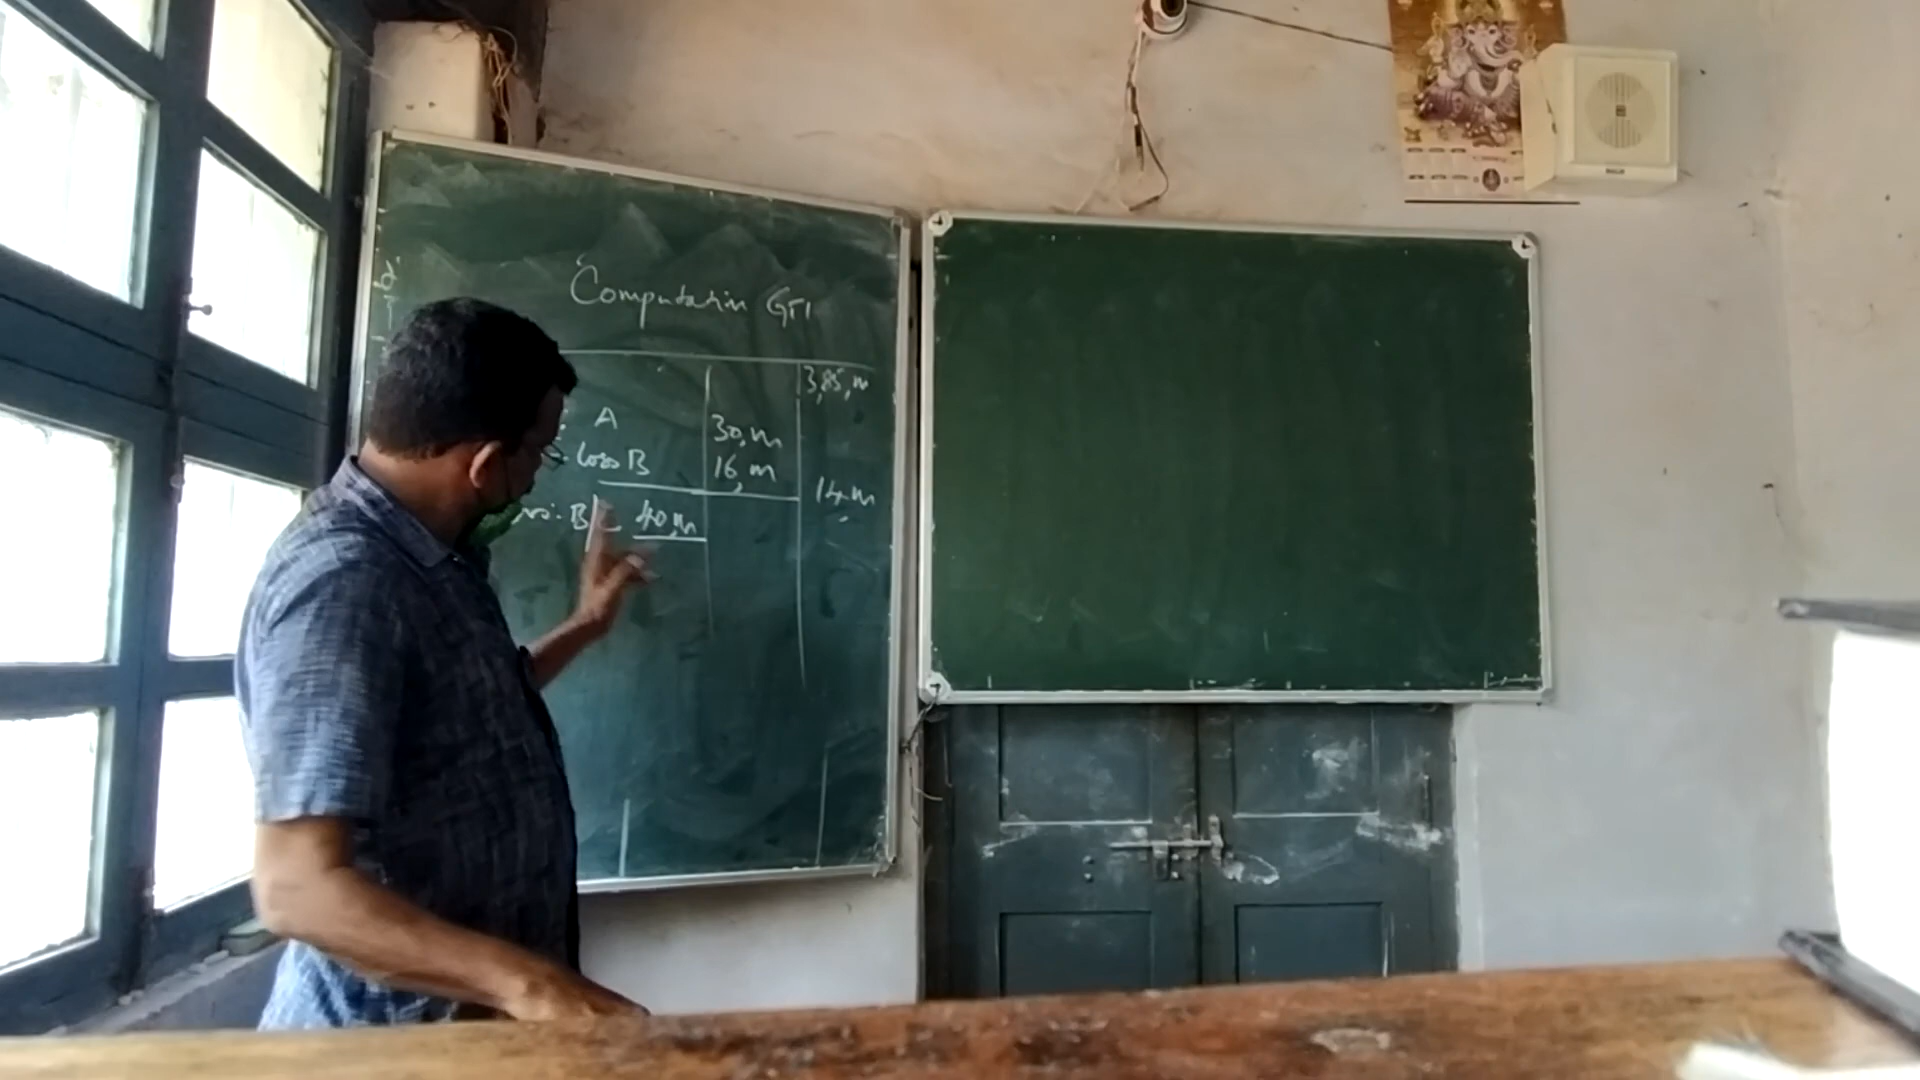 Computation GTI
3,85,m
A 30,m
Loss B 16,m
14,m
B 40,m